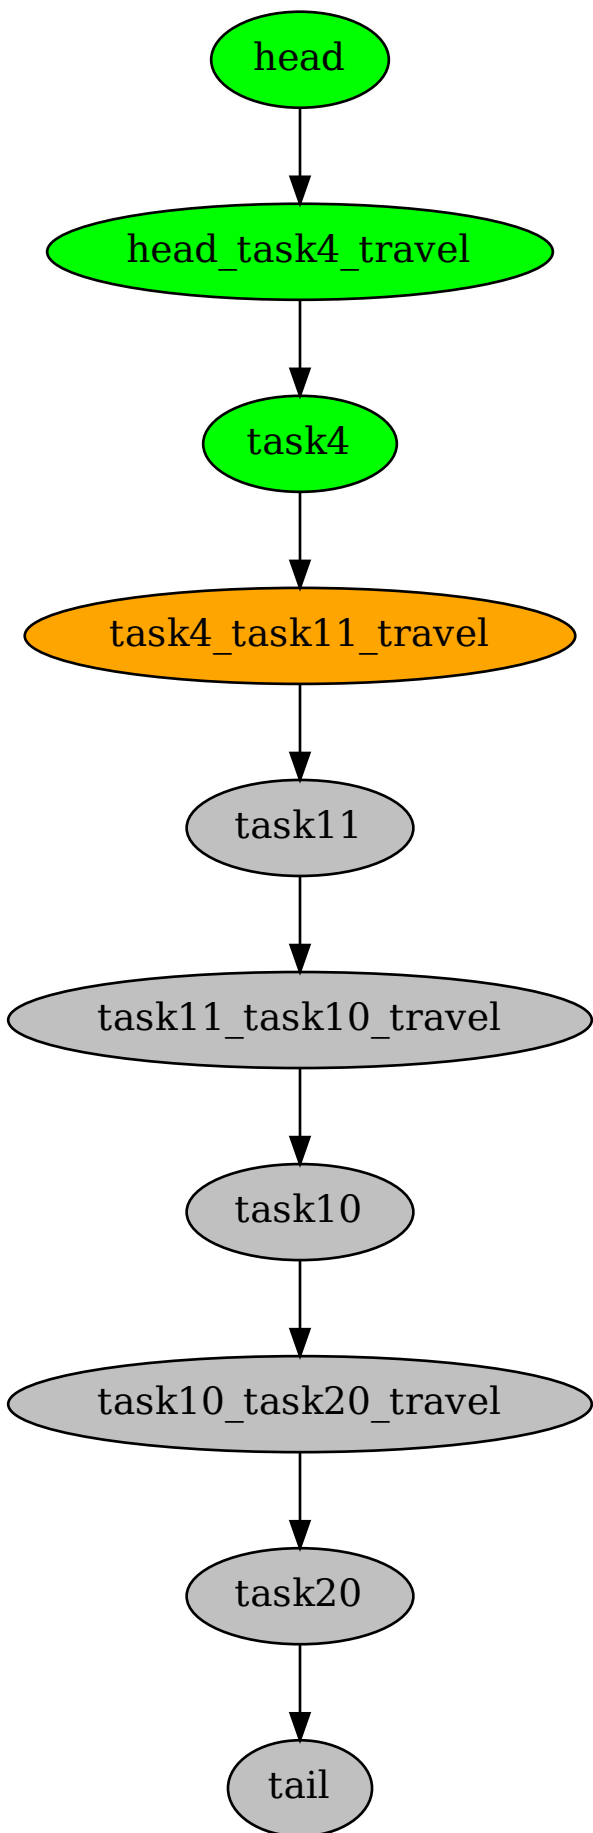 head
head_task4_travel
task4
task4_task11_travel
task11
task11_task10_travel
task10
task10_task20_travel
task20
tail